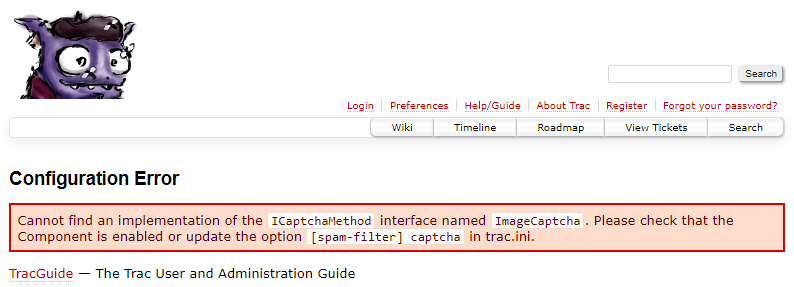 Search
Login Preferences Help/Guide About Trac Register Forgot your password?
Wiki Timeline Roadmap View Tickets Search
Configuration Error
Cannot find an implementation of the ICaptchaMethod interface named ImageCaptcha. Please check that the
Component is enabled or update the option [spam-filter] captcha in trac.ini.
TracGuide — The Trac User and Administration Guide